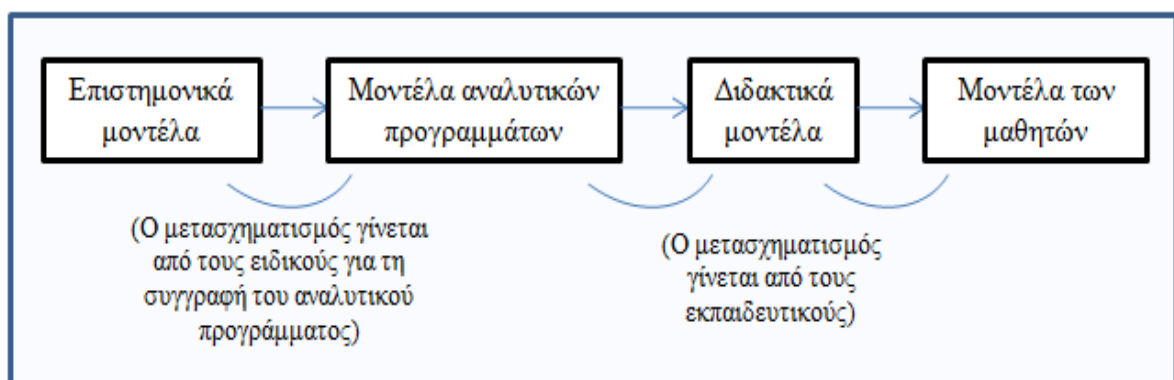 Επιστημονικά
μοντέλα
Μοντέλα αναλυτικών
προγραμμάτων
Διδακτικά
μοντέλα
Μοντέλα των
μαθητών
(Ο μετασχηματισμός γίνεται
από τους ειδικούς για τη
συγγραφή του αναλυτικού
προγράμματος)
(Ο μετασχηματισμός
γίνεται από τους
εκπαιδευτικούς)